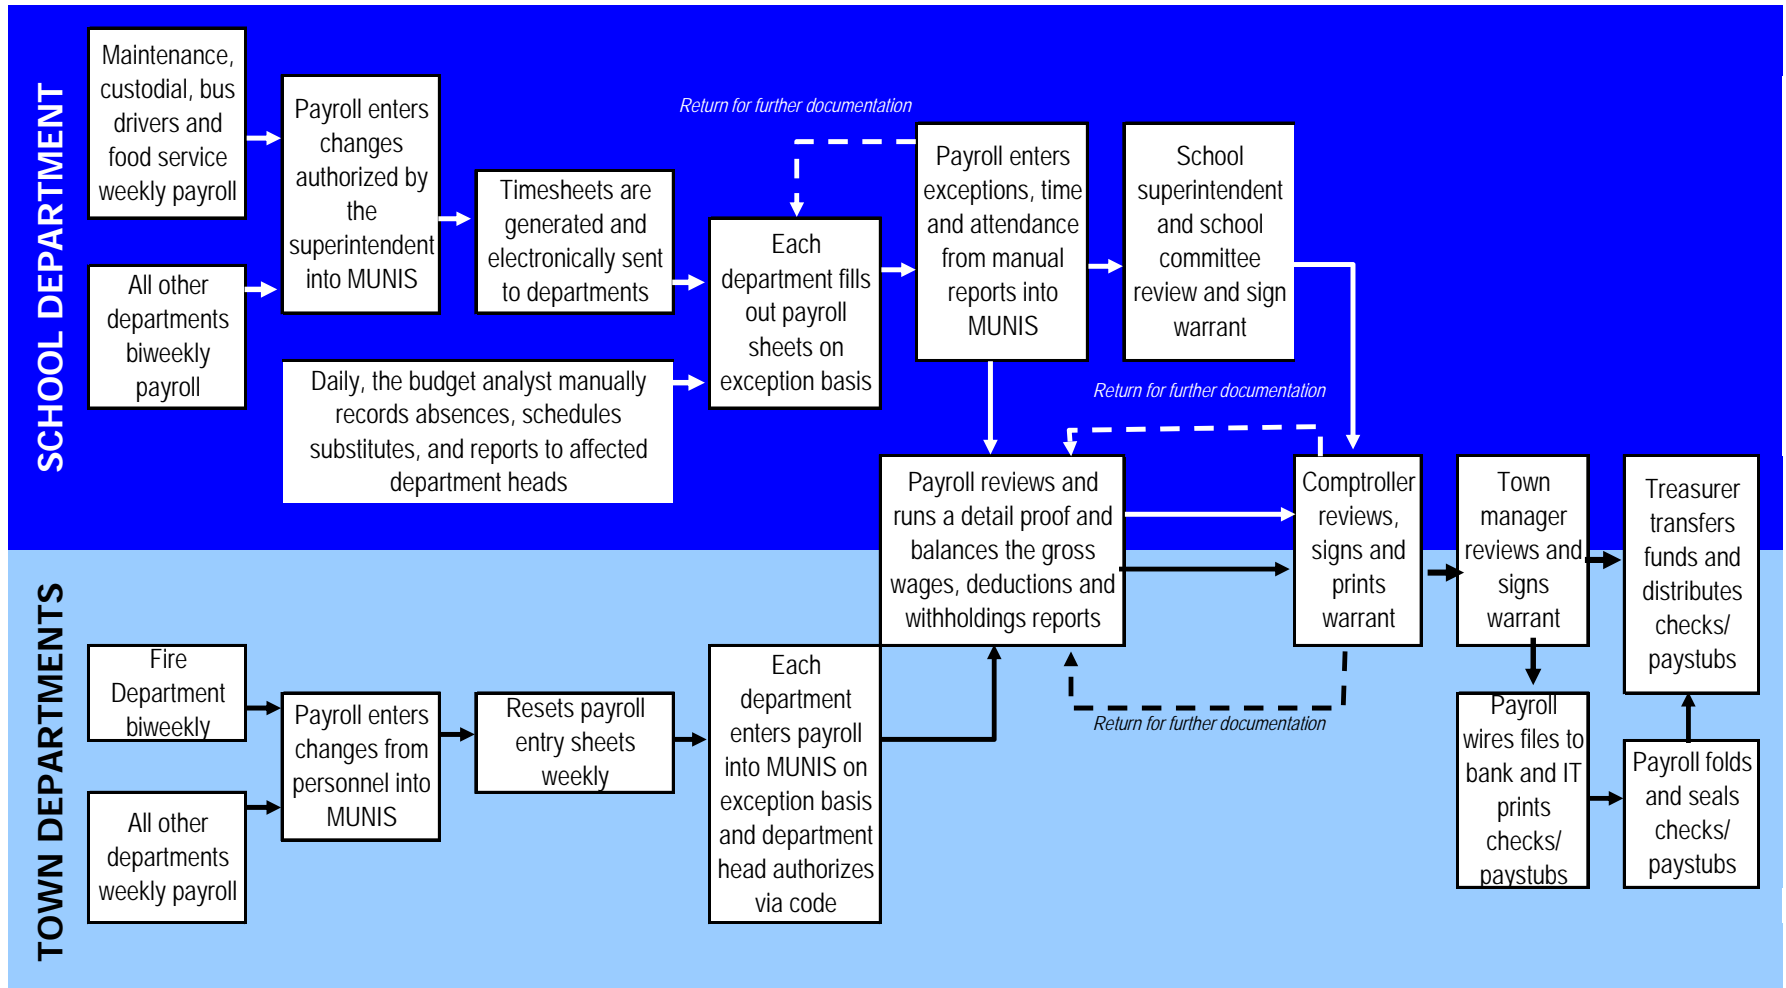 SCHOOL DEPARTMENT
Maintenance,
custodial, bus
drivers and
food service
weekly payroll
All other
departments
biweekly
payroll
Payroll enters
changes
authorized by
the
superintendent
into MUNIS
Timesheets are
generated and
electronically sent
to departments
Daily, the budget analyst manually
records absences, schedules
substitutes, and reports to affected
department heads
Each
department fills
out payroll
sheets on
exception basis
Return for further documentation
Payroll enters
exceptions, time
and attendance
from manual
reports into
MUNIS
School
superintendent
and school
committee
review and sign
warrant
Return for further documentation
Payroll reviews and
runs a detail proof and
balances the gross
wages, deductions and
withholdings reports
Comptroller
reviews,
signs and
prints
warrant
Town
manager
reviews and
signs
warrant
Treasurer
transfers
funds and
distributes
checks/
paystubs
TOWN DEPARTMENTS
Fire
Department
biweekly
All other
departments
weekly payroll
Payroll enters
changes from
personnel into
MUNIS
Resets payroll
entry sheets
weekly
Each
department
enters payroll
into MUNIS on
exception basis
and department
head authorizes
via code
Return for further documentation
Payroll
wires files to
bank and IT
prints
checks/
paystubs
Payroll folds
and seals
checks/
paystubs